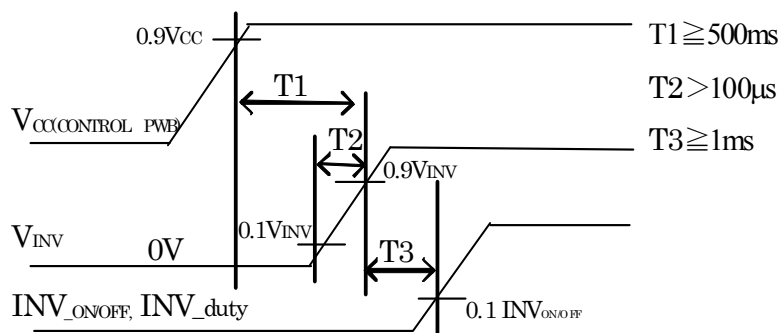 0.9VCC
T1≧500ms
T1
T2>100μs
VCC(CONTROL PWB)
T2
T3≧1ms
0.9VINV
0.1VINV
VINV
0V
T3
INV_ON/OFF, INV_duty
0.1 INVON/OFF